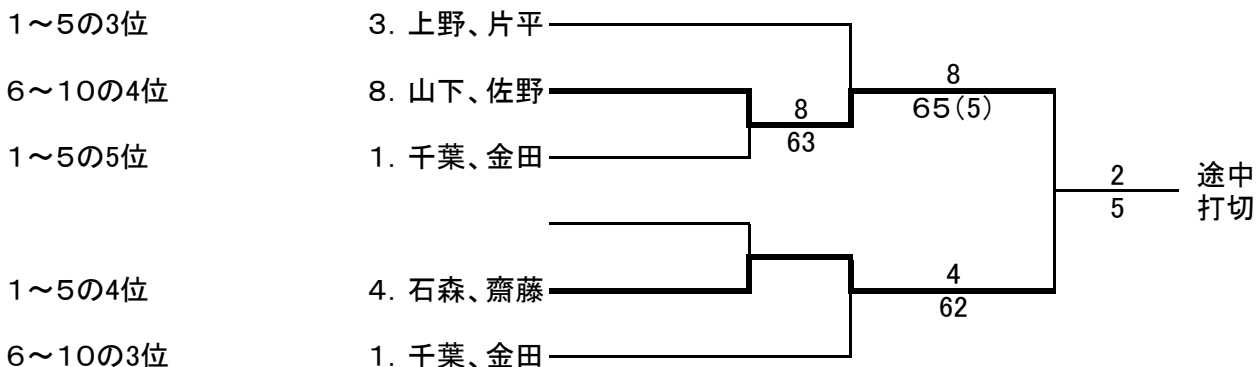 1～5の3位 3. 上野、片平
6～10の4位 8. 山下、佐野
8
65(5)
8
63
1～5の5位 1. 千葉、金田
2
5
途中
打切
1～5の4位 4. 石森、齋藤
4
62
6～10の3位 1. 千葉、金田